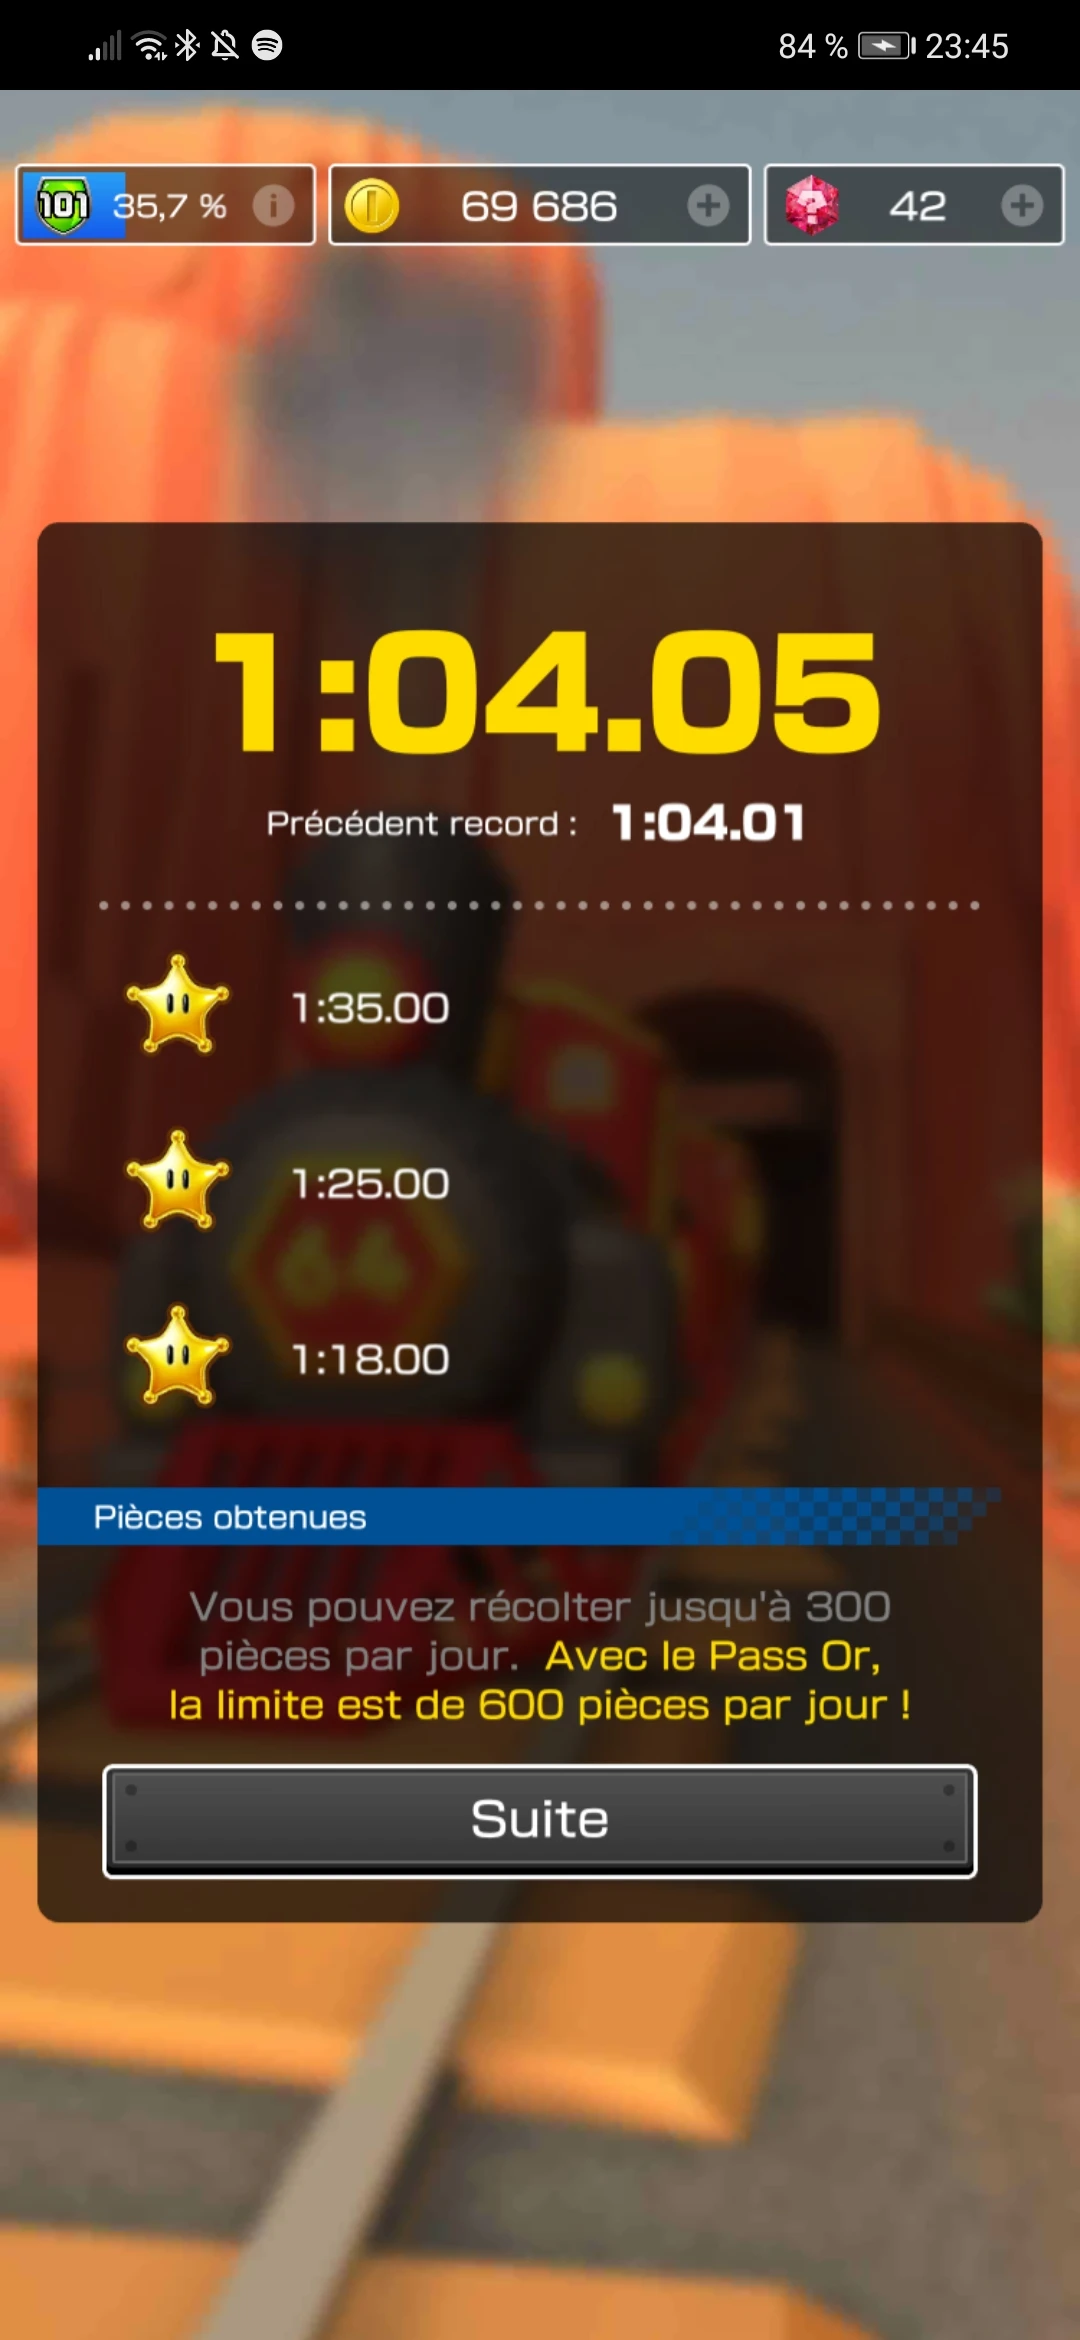 84 % 23:45
101 35,7 % 69 686 42
1:04.05
Précédent record : 1:04.01
1:35.00
1:25.00
64
1:18.00
Pièces obtenues
Vous pouvez récolter jusqu'à 300
pièces par jour. Avec le Pass Or,
la limite est de 600 pièces par jour !
Suite